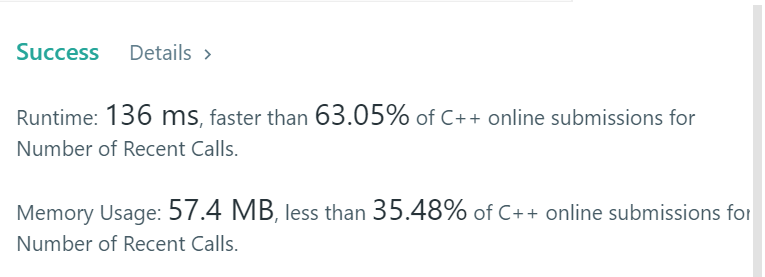 Success Details >
Runtime: 136 ms, faster than 63.05% of C++ online submissions for
Number of Recent Calls.
Memory Usage: 57.4 MB, less than 35.48% of C++ online submissions for
Number of Recent Calls.